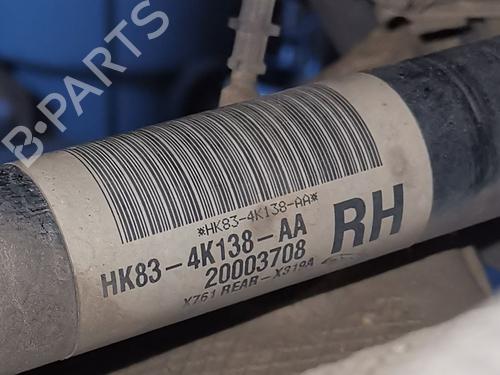 B-PARTS
*HK83-4K138-AA*
HK83-4K138-AA
RH
20003708
X761 REAR-X319A